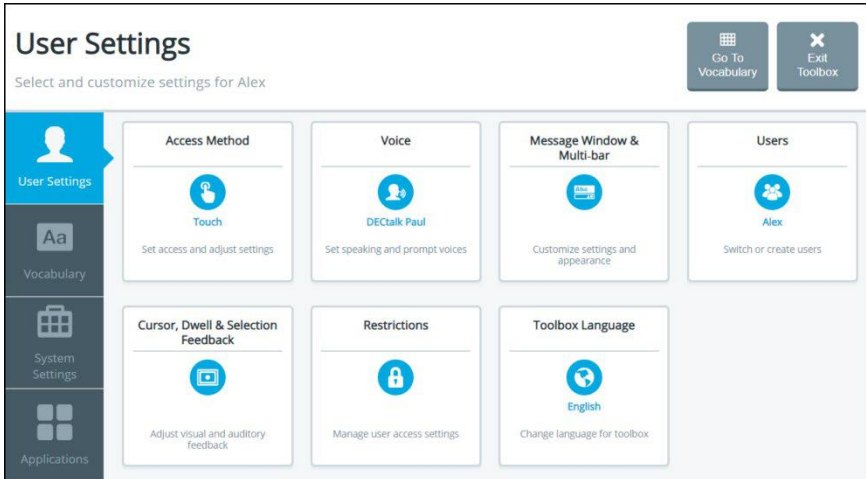 User Settings
Select and customize settings for Alex
Go To
Vocabulary
Exit
Toolbox
User Settings
Aa
Vocabulary
System
Settings
Applications
Access Method
Touch
Set access and adjust settings
Voice
DECtalk Paul
Set speaking and prompt voices
Message Window &
Multi-bar
Abc
Customize settings and
appearance
Users
Alex
Switch or create users
Cursor, Dwell & Selection
Feedback
Adjust visual and auditory
feedback
Restrictions
Manage user access settings
Toolbox Language
English
Change language for toolbox